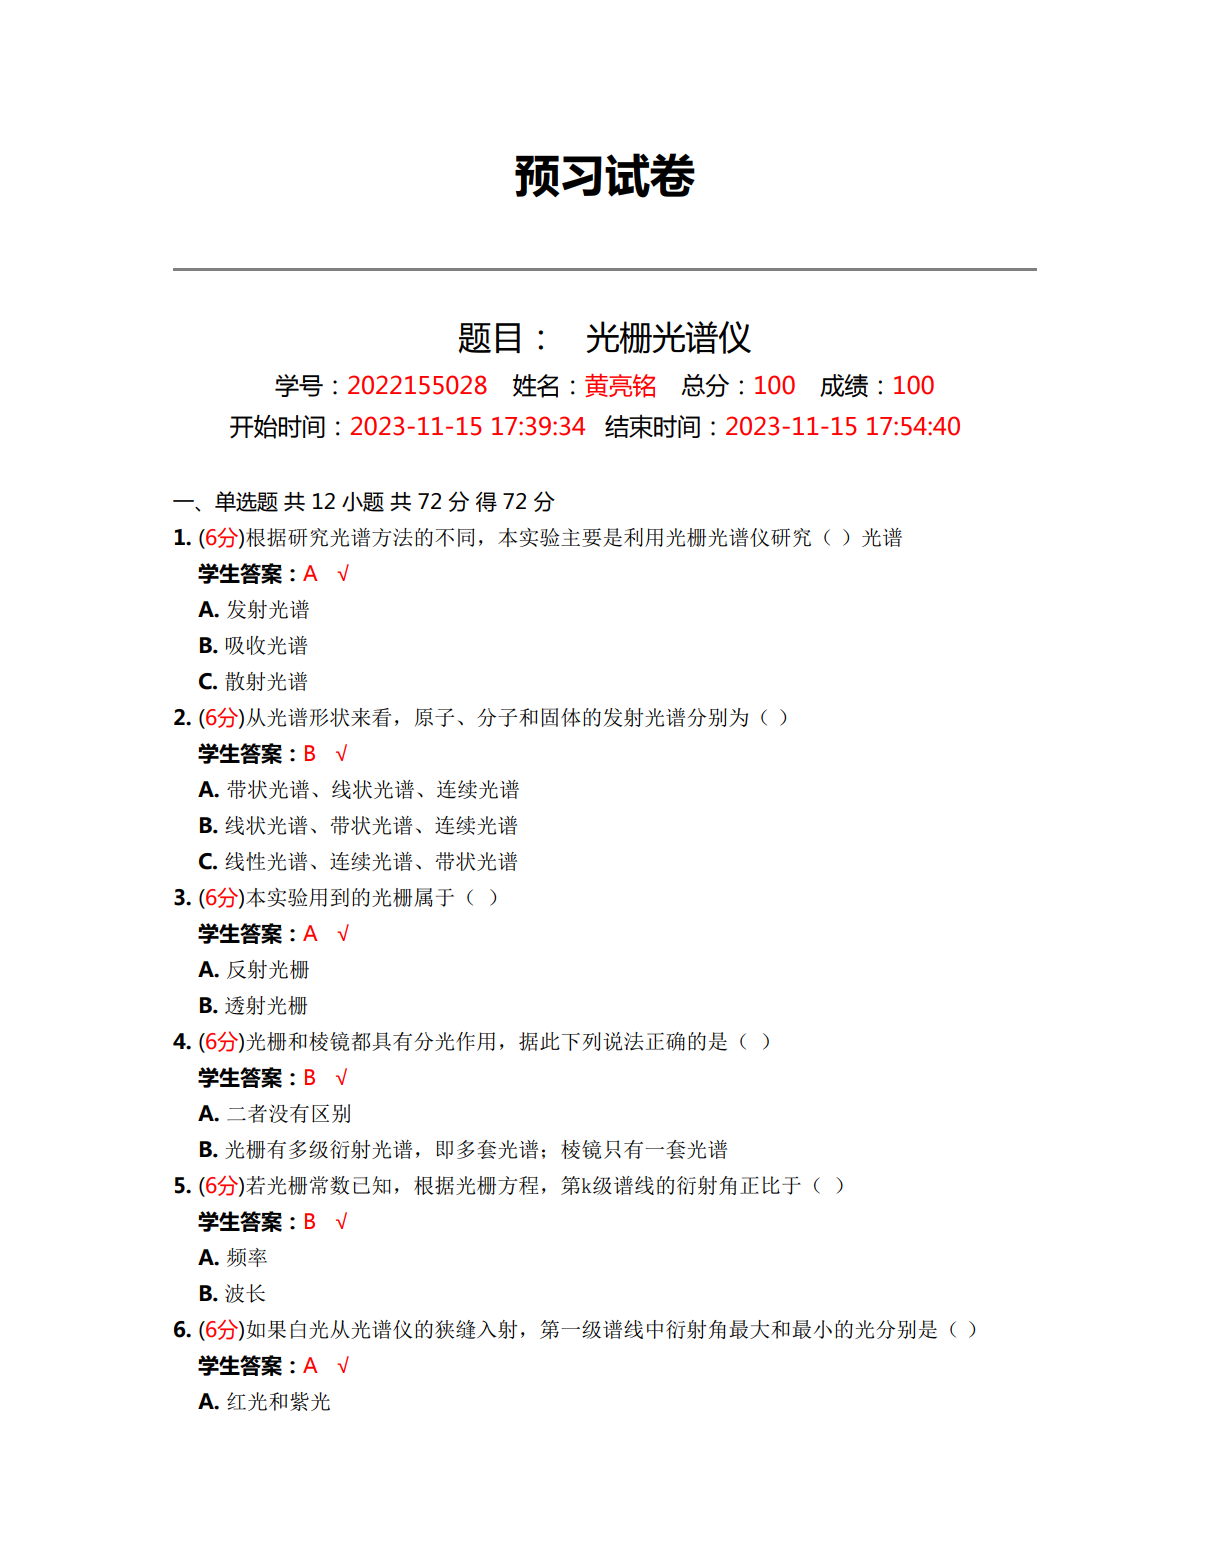 预习试卷
题目： 光栅光谱仪
学号：2022155028 姓名：黄亮铭 总分：100 成绩：100
开始时间：2023-11-15 17:39:34 结束时间：2023-11-15 17:54:40
一、单选题 共 12 小题 共 72 分 得 72 分
1. (6分)根据研究光谱方法的不同，本实验主要是利用光栅光谱仪研究（ ）光谱
学生答案：A √
A. 发射光谱
B. 吸收光谱
C. 散射光谱
2. (6分)从光谱形状来看，原子、分子和固体的发射光谱分别为（ ）
学生答案：B √
A. 带状光谱、线状光谱、连续光谱
B. 线状光谱、带状光谱、连续光谱
C. 线性光谱、连续光谱、带状光谱
3. (6分)本实验用到的光栅属于（ ）
学生答案：A √
A. 反射光栅
B. 透射光栅
4. (6分)光栅和棱镜都具有分光作用，据此下列说法正确的是（ ）
学生答案：B √
A. 二者没有区别
B. 光栅有多级衍射光谱，即多套光谱；棱镜只有一套光谱
5. (6分)若光栅常数已知，根据光栅方程，第k级谱线的衍射角正比于（ ）
学生答案：B √
A. 频率
B. 波长
6. (6分)如果白光从光谱仪的狭缝入射，第一级谱线中衍射角最大和最小的光分别是（ ）
学生答案：A √
A. 红光和紫光